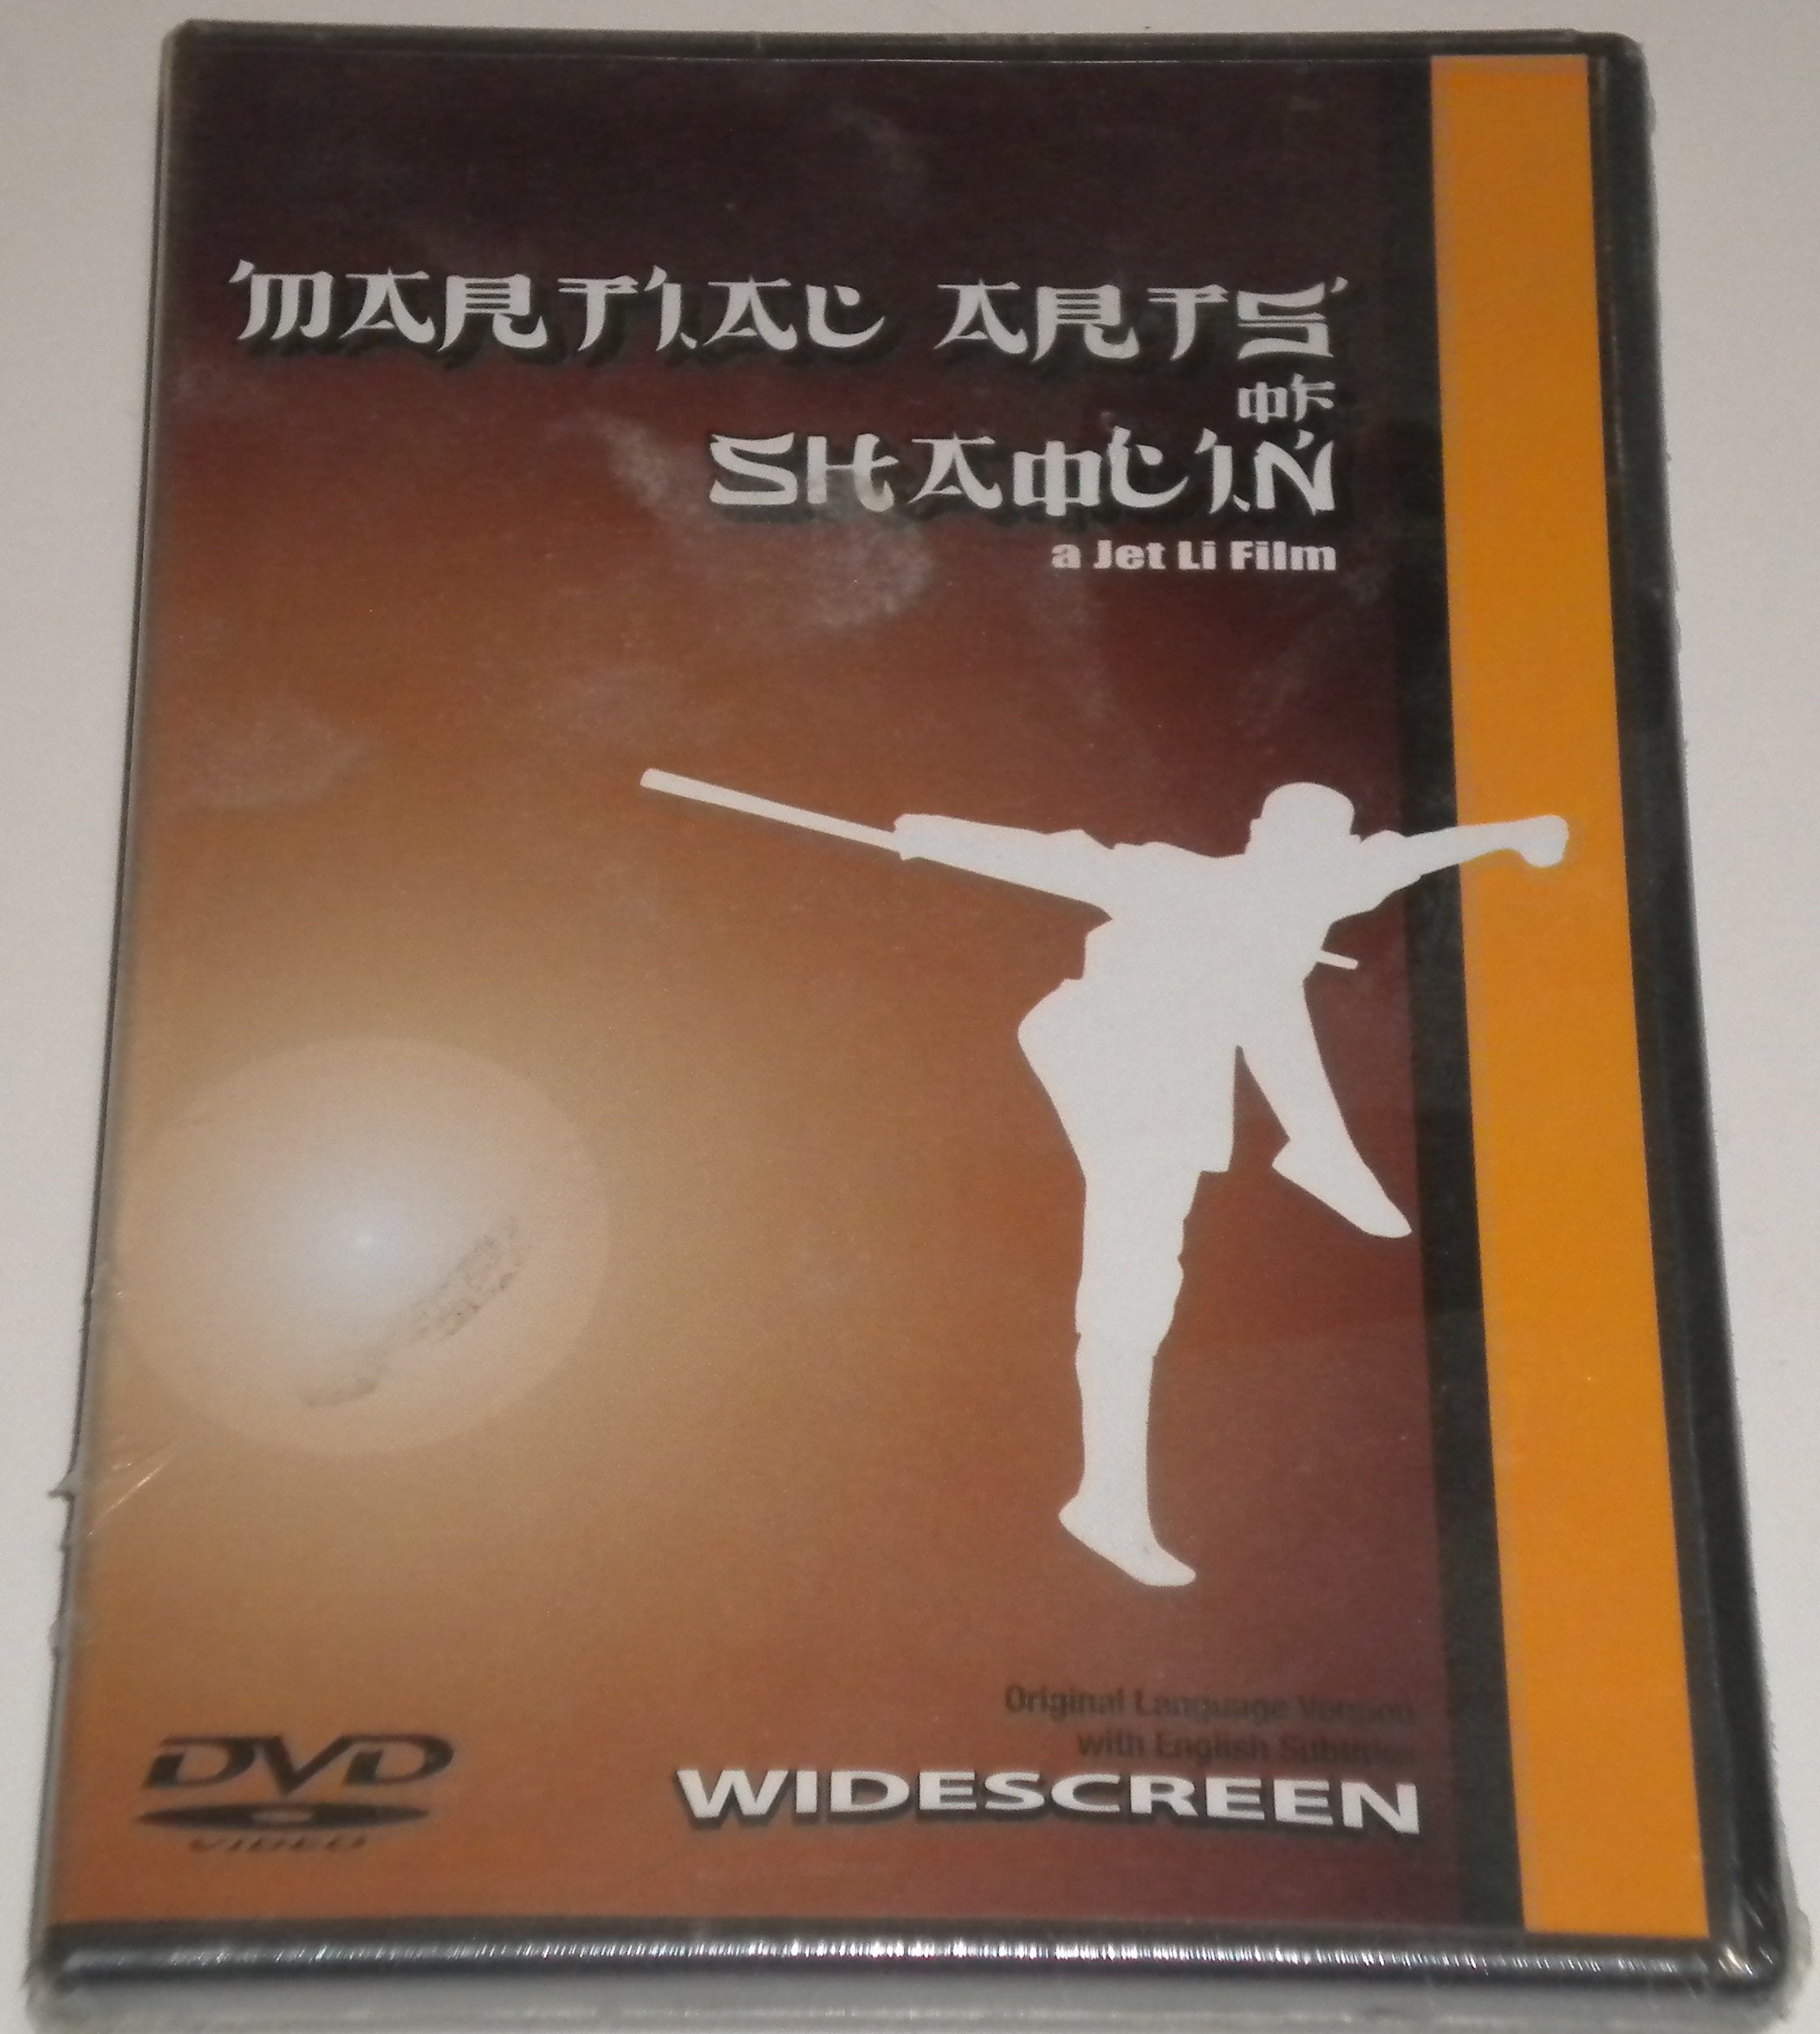 MARTIAL ARTS
OF
SHAOLIN
a Jet Li Film
Original Language Version
with English Subtitles
WIDESCREEN
DVD
VIDEO